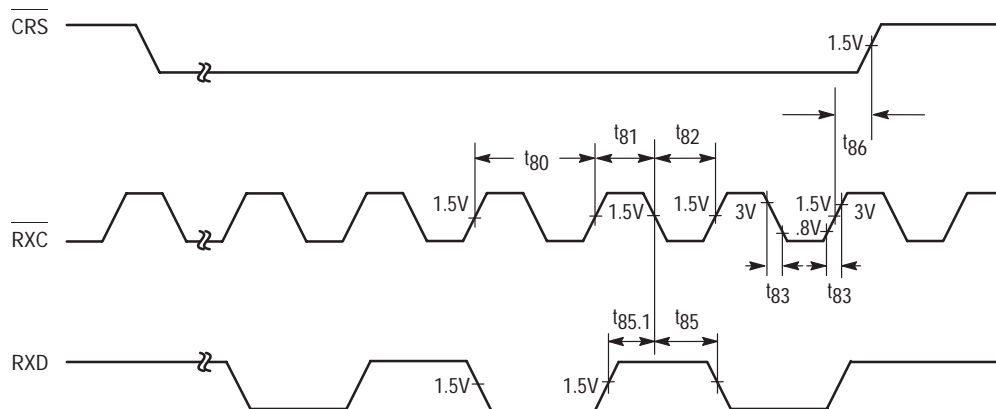 CRS
1.5V
t86
t80 t81 t82
RXC
1.5V 1.5V 1.5V 3V .8V 1.5V 3V
t83 t83
t85.1 t85
RXD
1.5V 1.5V